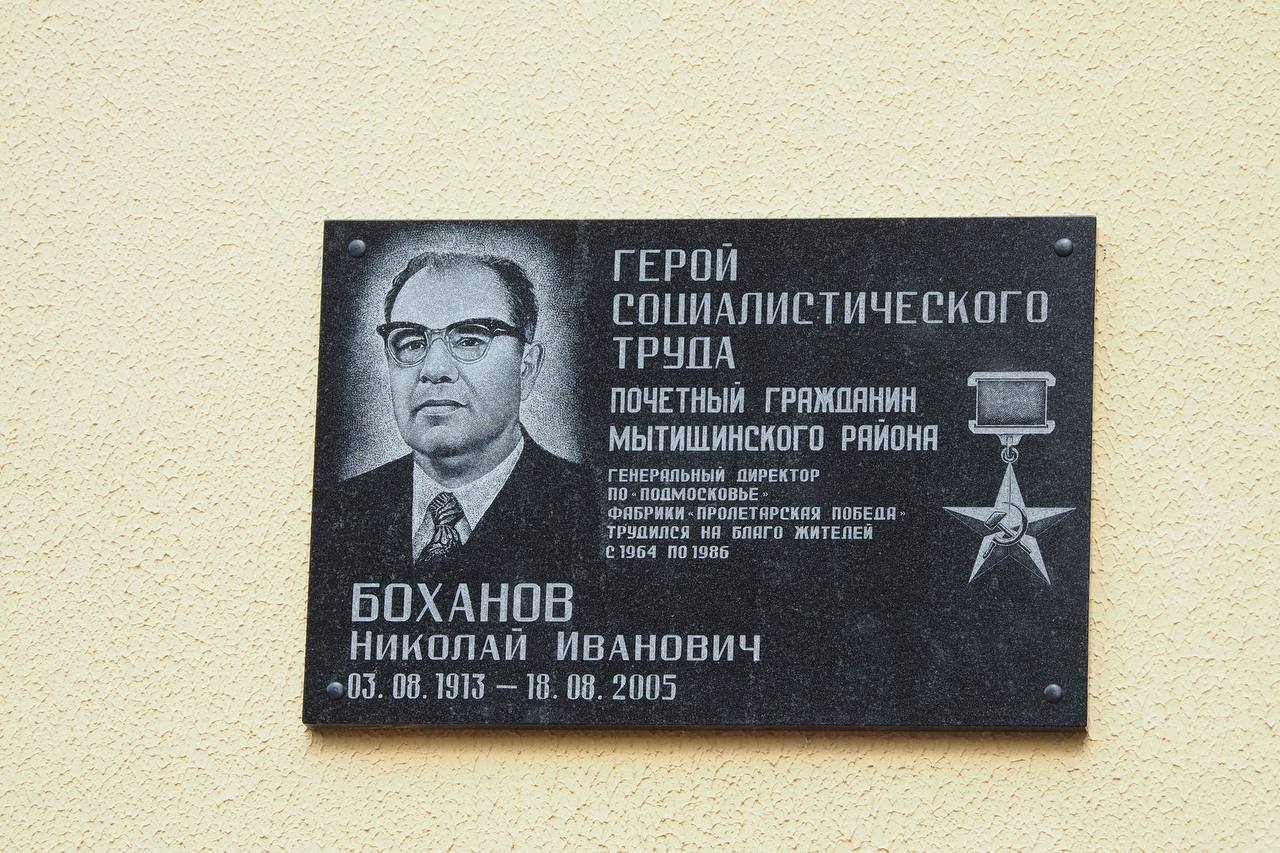 ГЕРОЙ
СОЦИАЛИСТИЧЕСКОГО
ТРУДА
ПОЧЕТНЫЙ ГРАЖДАНИН
МЫТИЩИНСКОГО РАЙОНА
ГЕНЕРАЛЬНЫЙ ДИРЕКТОР
ПО «ПОДМОСКОВЬЕ»
ФАБРИКИ «ПРОЛЕТАРСКАЯ ПОБЕДА»
ТРУДИЛСЯ НА БЛАГО ЖИТЕЛЕЙ
С 1964 ПО 1986
БОХАНОВ
НИКОЛАЙ ИВАНОВИЧ
03. 08. 1913 – 18. 08. 2005